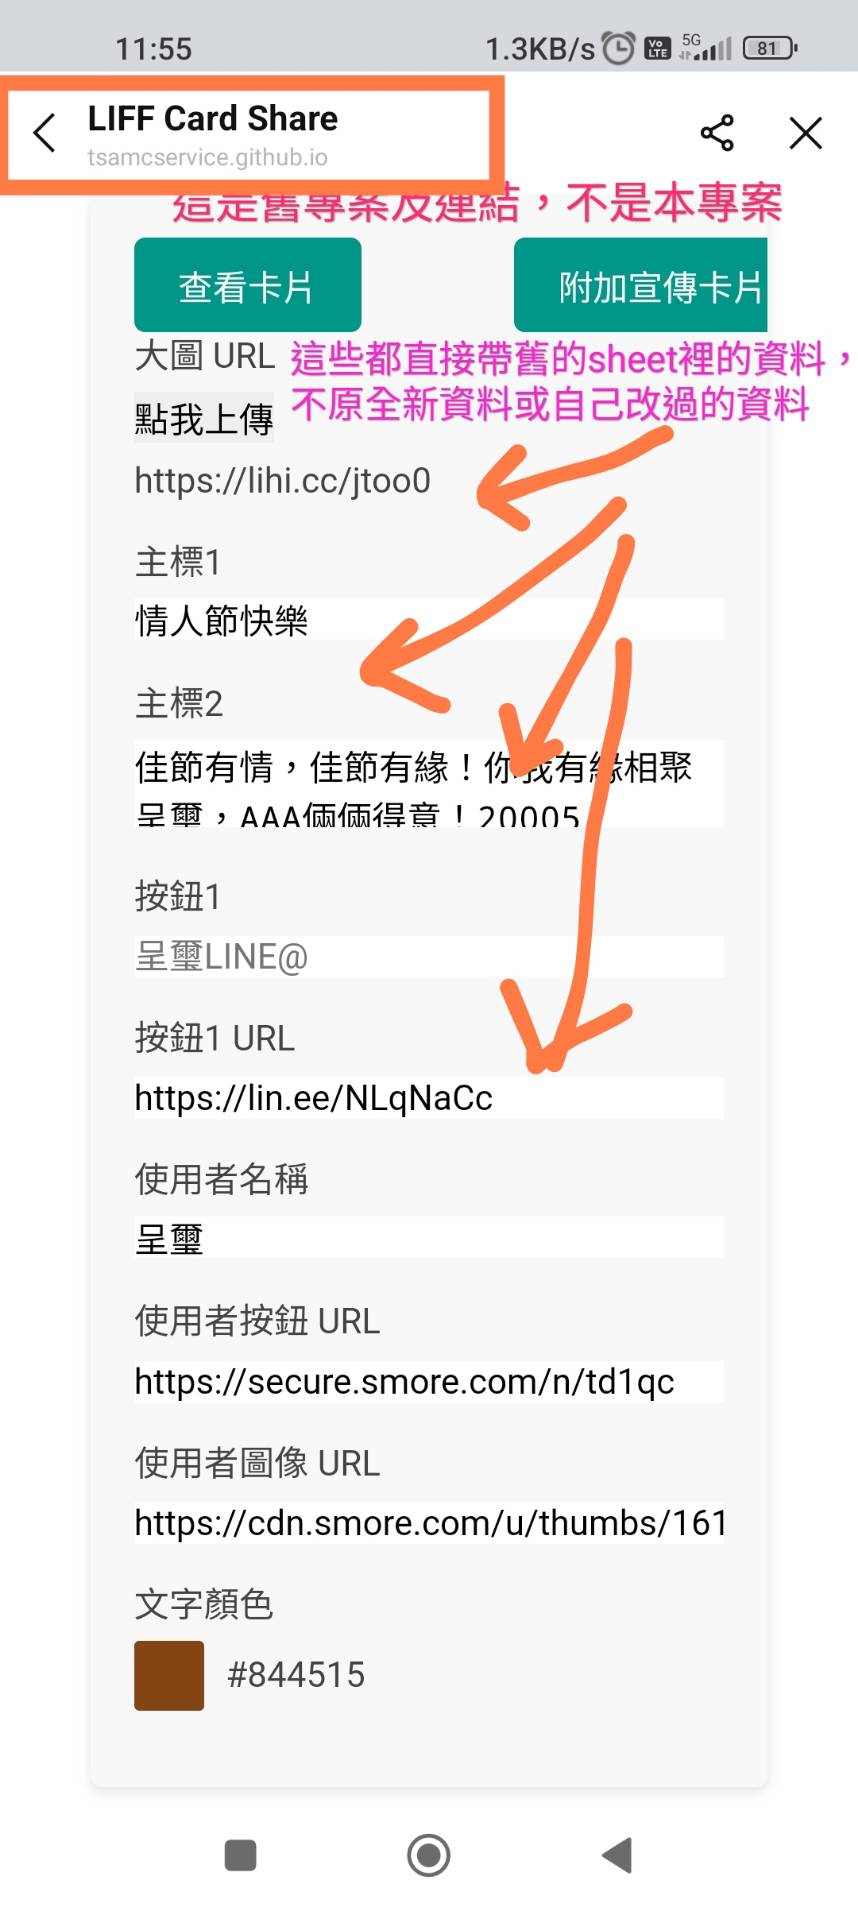 11:55
1.3KB/s
Vo LTE
5G
81
LIFF Card Share
tsamcservice.github.io
這是舊專案及連結，不是本專案
查看卡片
附加宣傳卡片
大圖 URL
這些都直接帶舊的sheet裡的資料，
不原全新資料或自己改過的資料
點我上傳
https://lihi.cc/jtoo0
主標1
情人節快樂
主標2
佳節有情，佳節有緣！你我有緣相聚
呈璽，AAA倆倆得意！20005
按鈕1
呈璽LINE@
按鈕1 URL
https://lin.ee/NLqNaCc
使用者名稱
呈璽
使用者按鈕 URL
https://secure.smore.com/n/td1qc
使用者圖像 URL
https://cdn.smore.com/u/thumbs/161
文字顏色
#844515